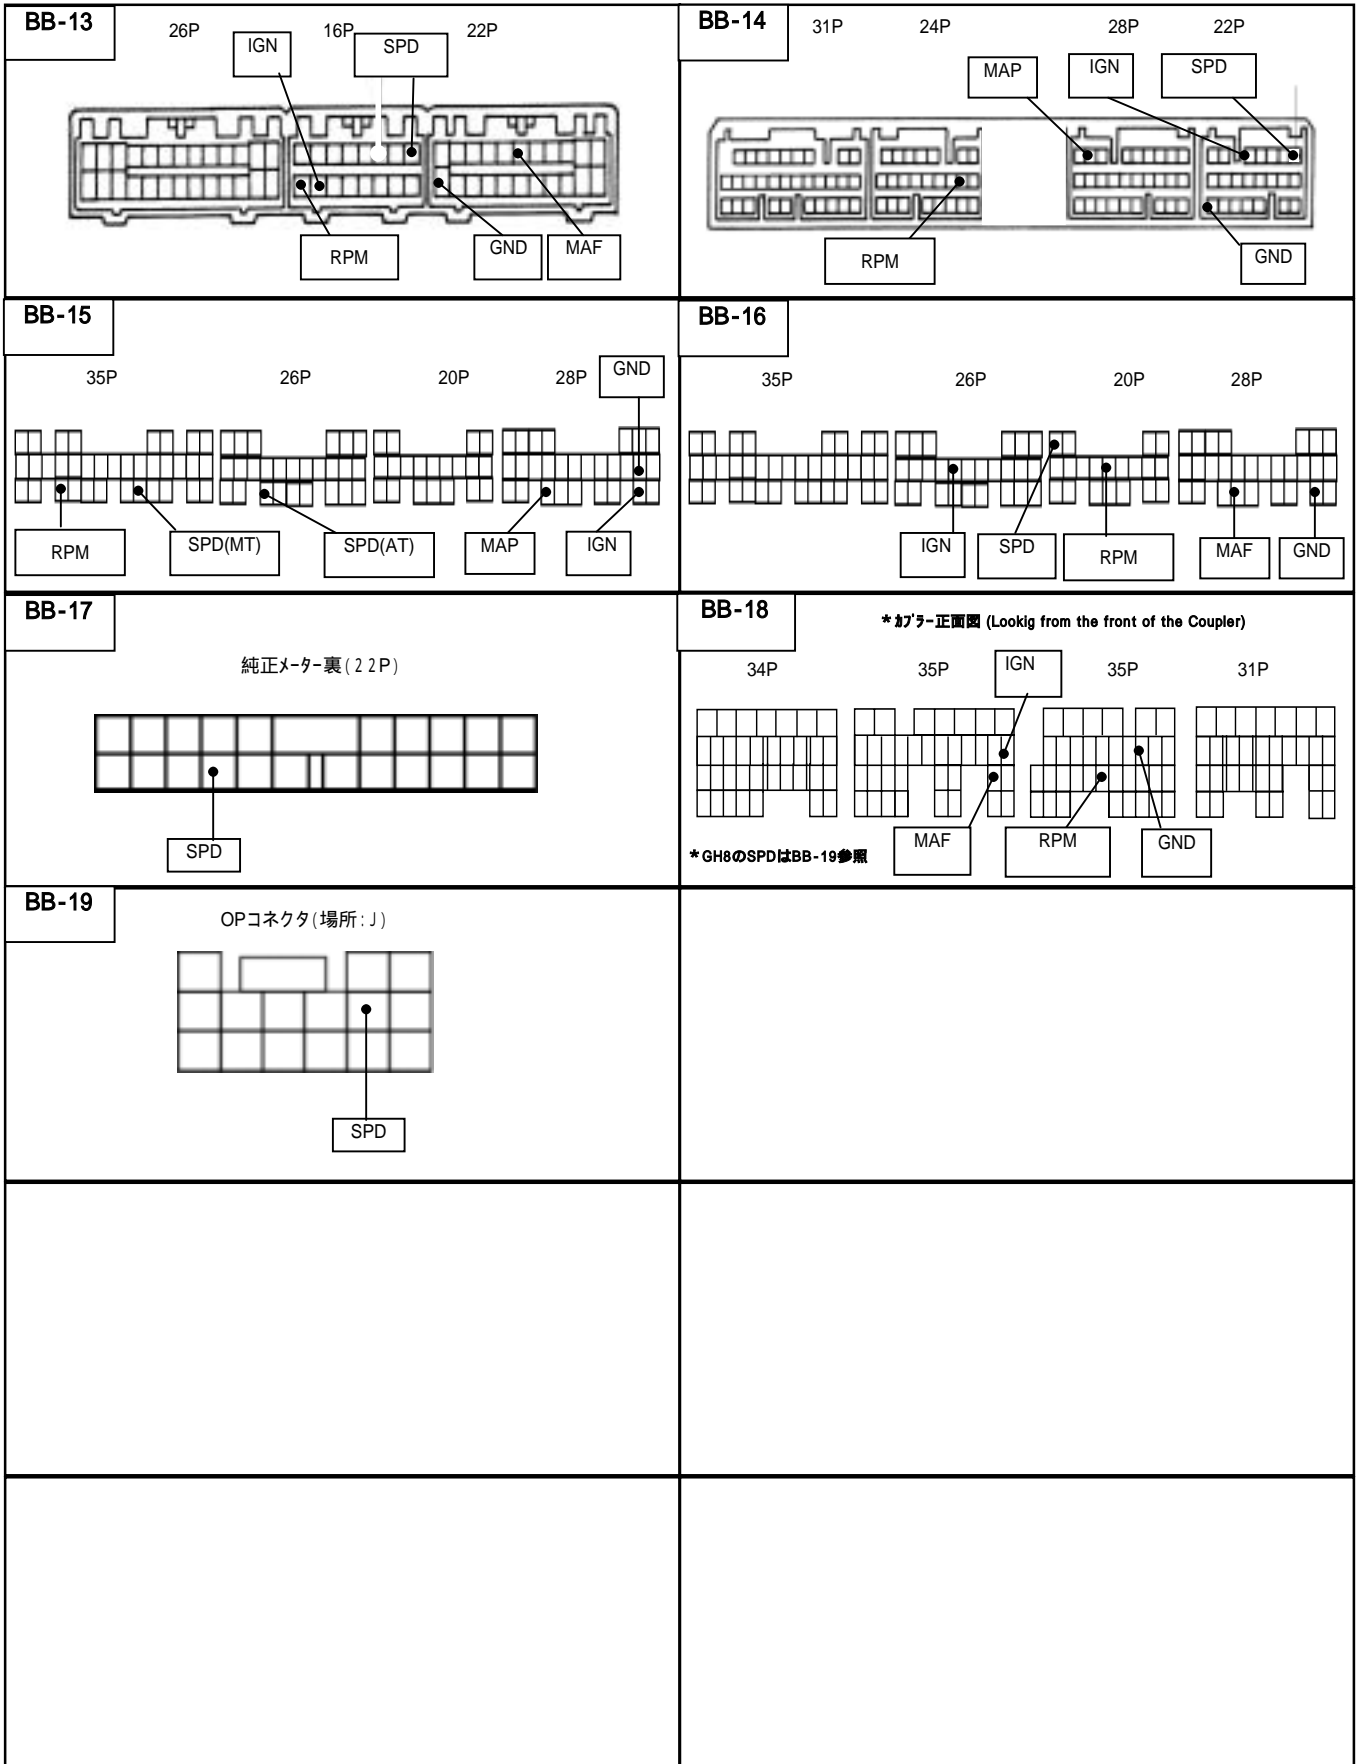 BB-13
26P 16P 22P
IGN
SPD
RPM
GND
MAF
BB-14
31P 24P 28P 22P
MAP
IGN
SPD
RPM
GND
BB-15
35P 26P 20P 28P
GND
RPM
SPD(MT)
SPD(AT)
MAP
IGN
BB-16
35P 26P 20P 28P
IGN
SPD
RPM
MAF
GND
BB-17
純正ﾒｰﾀｰ裏(22P)
SPD
BB-18
*ｶﾌﾟﾗｰ正面図 (Lookig from the front of the Coupler)
34P 35P 35P 31P
IGN
MAF
RPM
GND
*GH8のSPDはBB-19参照
BB-19
OPコネクタ(場所:J)
SPD